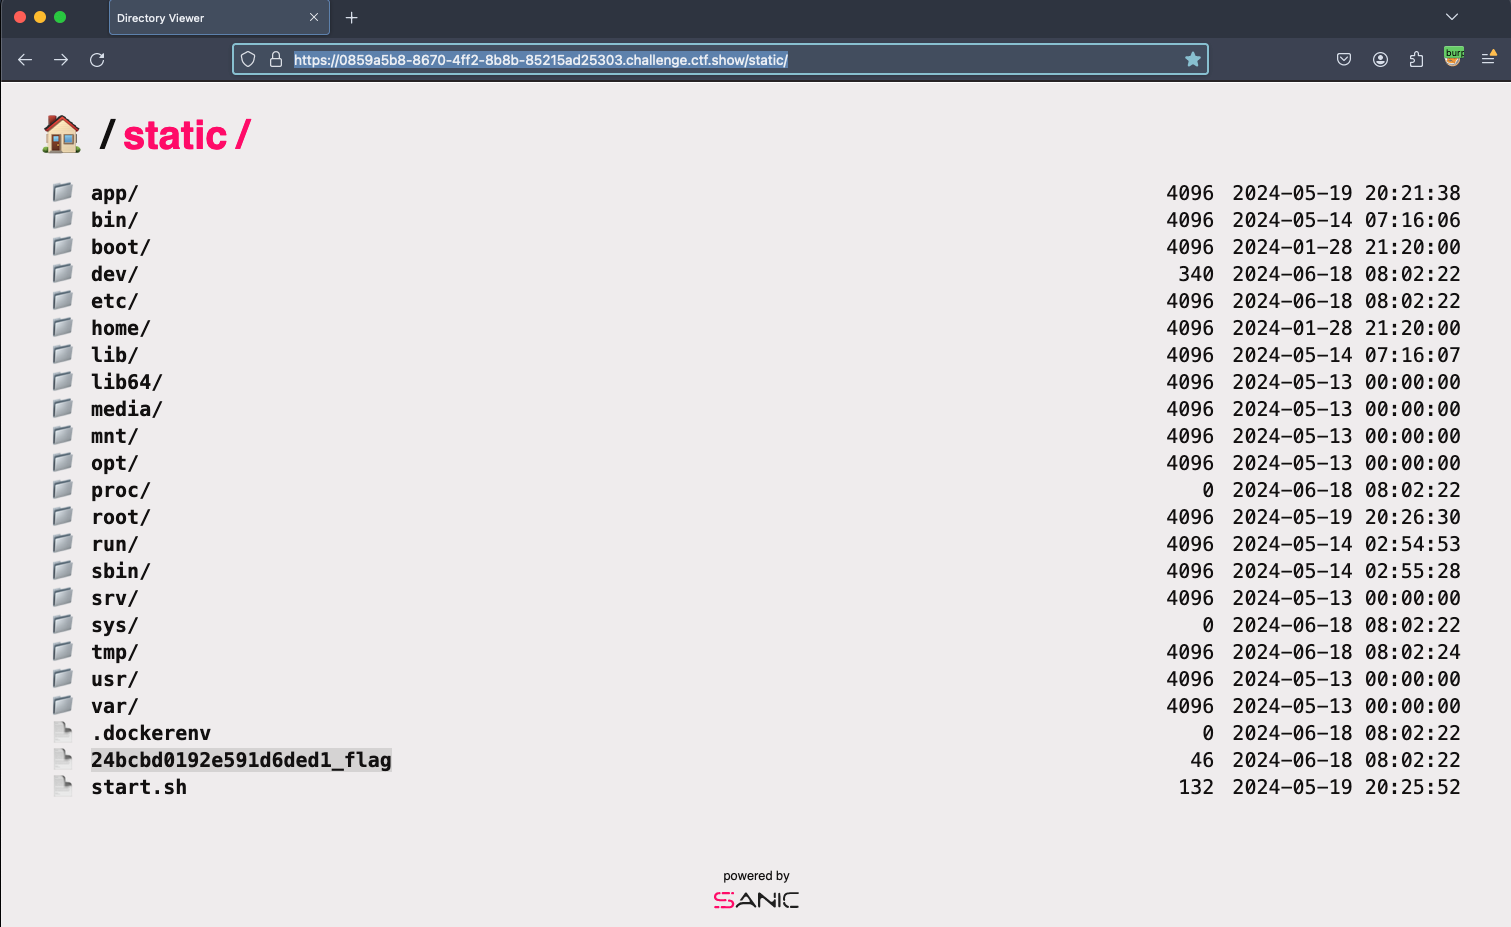 Directory Viewer
https://0859a5b8-8670-4ff2-8b8b-85215ad25303.challenge.ctf.show/static/
/ static /
app/ 4096 2024-05-19 20:21:38
bin/ 4096 2024-05-14 07:16:06
boot/ 4096 2024-01-28 21:20:00
dev/ 340 2024-06-18 08:02:22
etc/ 4096 2024-06-18 08:02:22
home/ 4096 2024-01-28 21:20:00
lib/ 4096 2024-05-14 07:16:07
lib64/ 4096 2024-05-13 00:00:00
media/ 4096 2024-05-13 00:00:00
mnt/ 4096 2024-05-13 00:00:00
opt/ 4096 2024-05-13 00:00:00
proc/ 0 2024-06-18 08:02:22
root/ 4096 2024-05-19 20:26:30
run/ 4096 2024-05-14 02:54:53
sbin/ 4096 2024-05-14 02:55:28
srv/ 4096 2024-05-13 00:00:00
sys/ 0 2024-06-18 08:02:22
tmp/ 4096 2024-06-18 08:02:24
usr/ 4096 2024-05-13 00:00:00
var/ 4096 2024-05-13 00:00:00
.dockerenv 0 2024-06-18 08:02:22
24bcbd0192e591d6ded1_flag 46 2024-06-18 08:02:22
start.sh 132 2024-05-19 20:25:52
powered by
SANIC